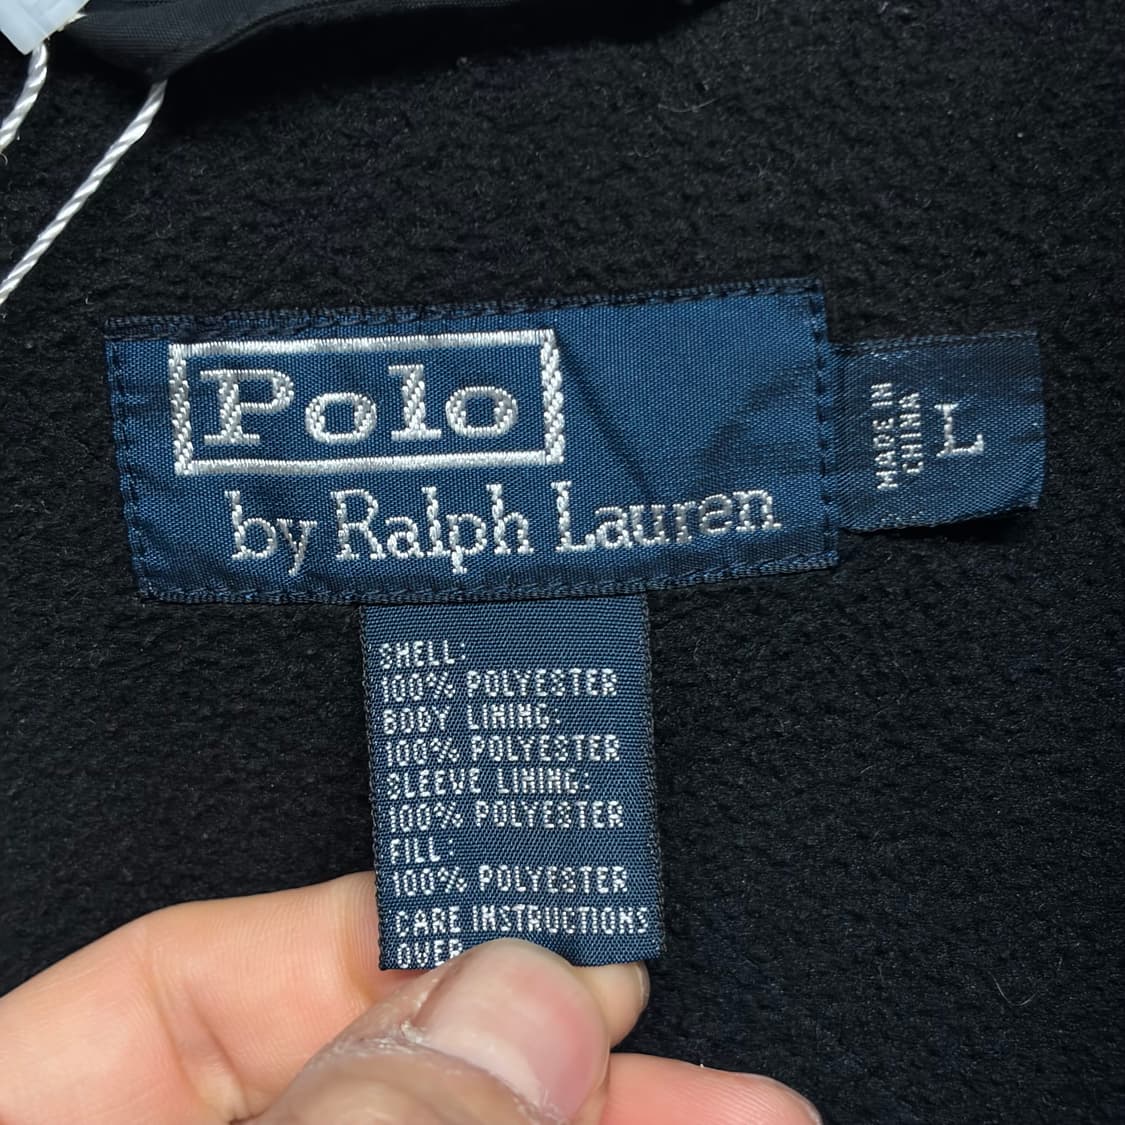 Polo
by Ralph Lauren
MADE IN
CHINA
L
SHELL:
100% POLYESTER
BODY LINING:
100% POLYESTER
SLEEVE LINING:
100% POLYESTER
FILL:
100% POLYESTER
CARE INSTRUCTIONS
OVER